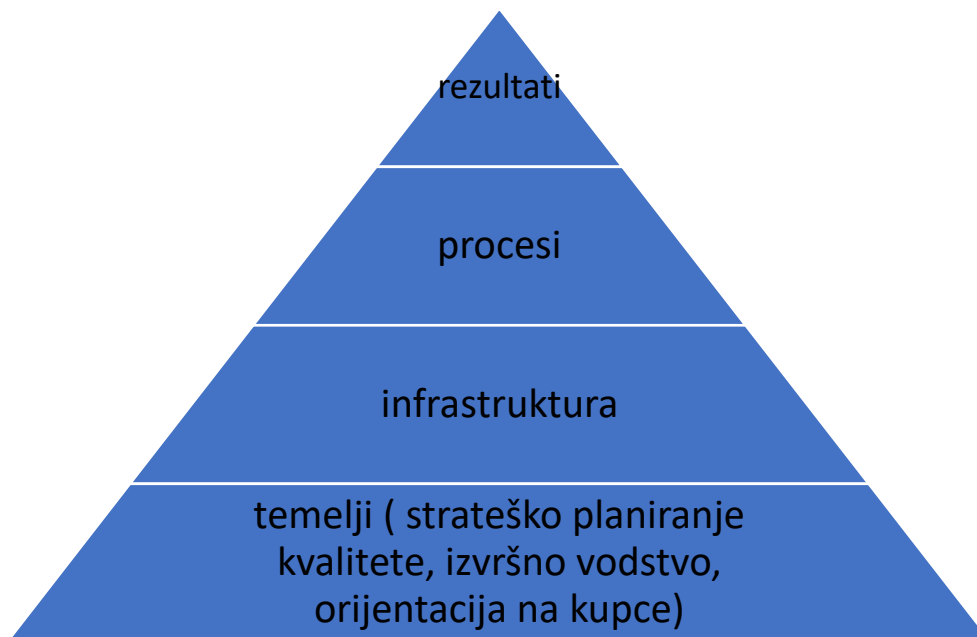 rezultati
procesi
infrastruktura
temelji ( strateško planiranje
kvalitete, izvršno vodstvo,
orijentacija na kupce)